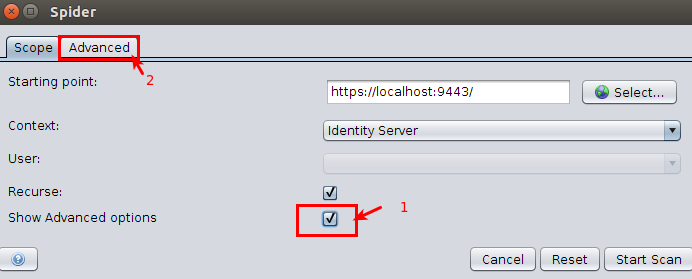 Spider
Scope Advanced
2
Starting point: https://localhost:9443/ Select...
Context: Identity Server
User:
Recurse:
Show Advanced options 1
? Cancel Reset Start Scan